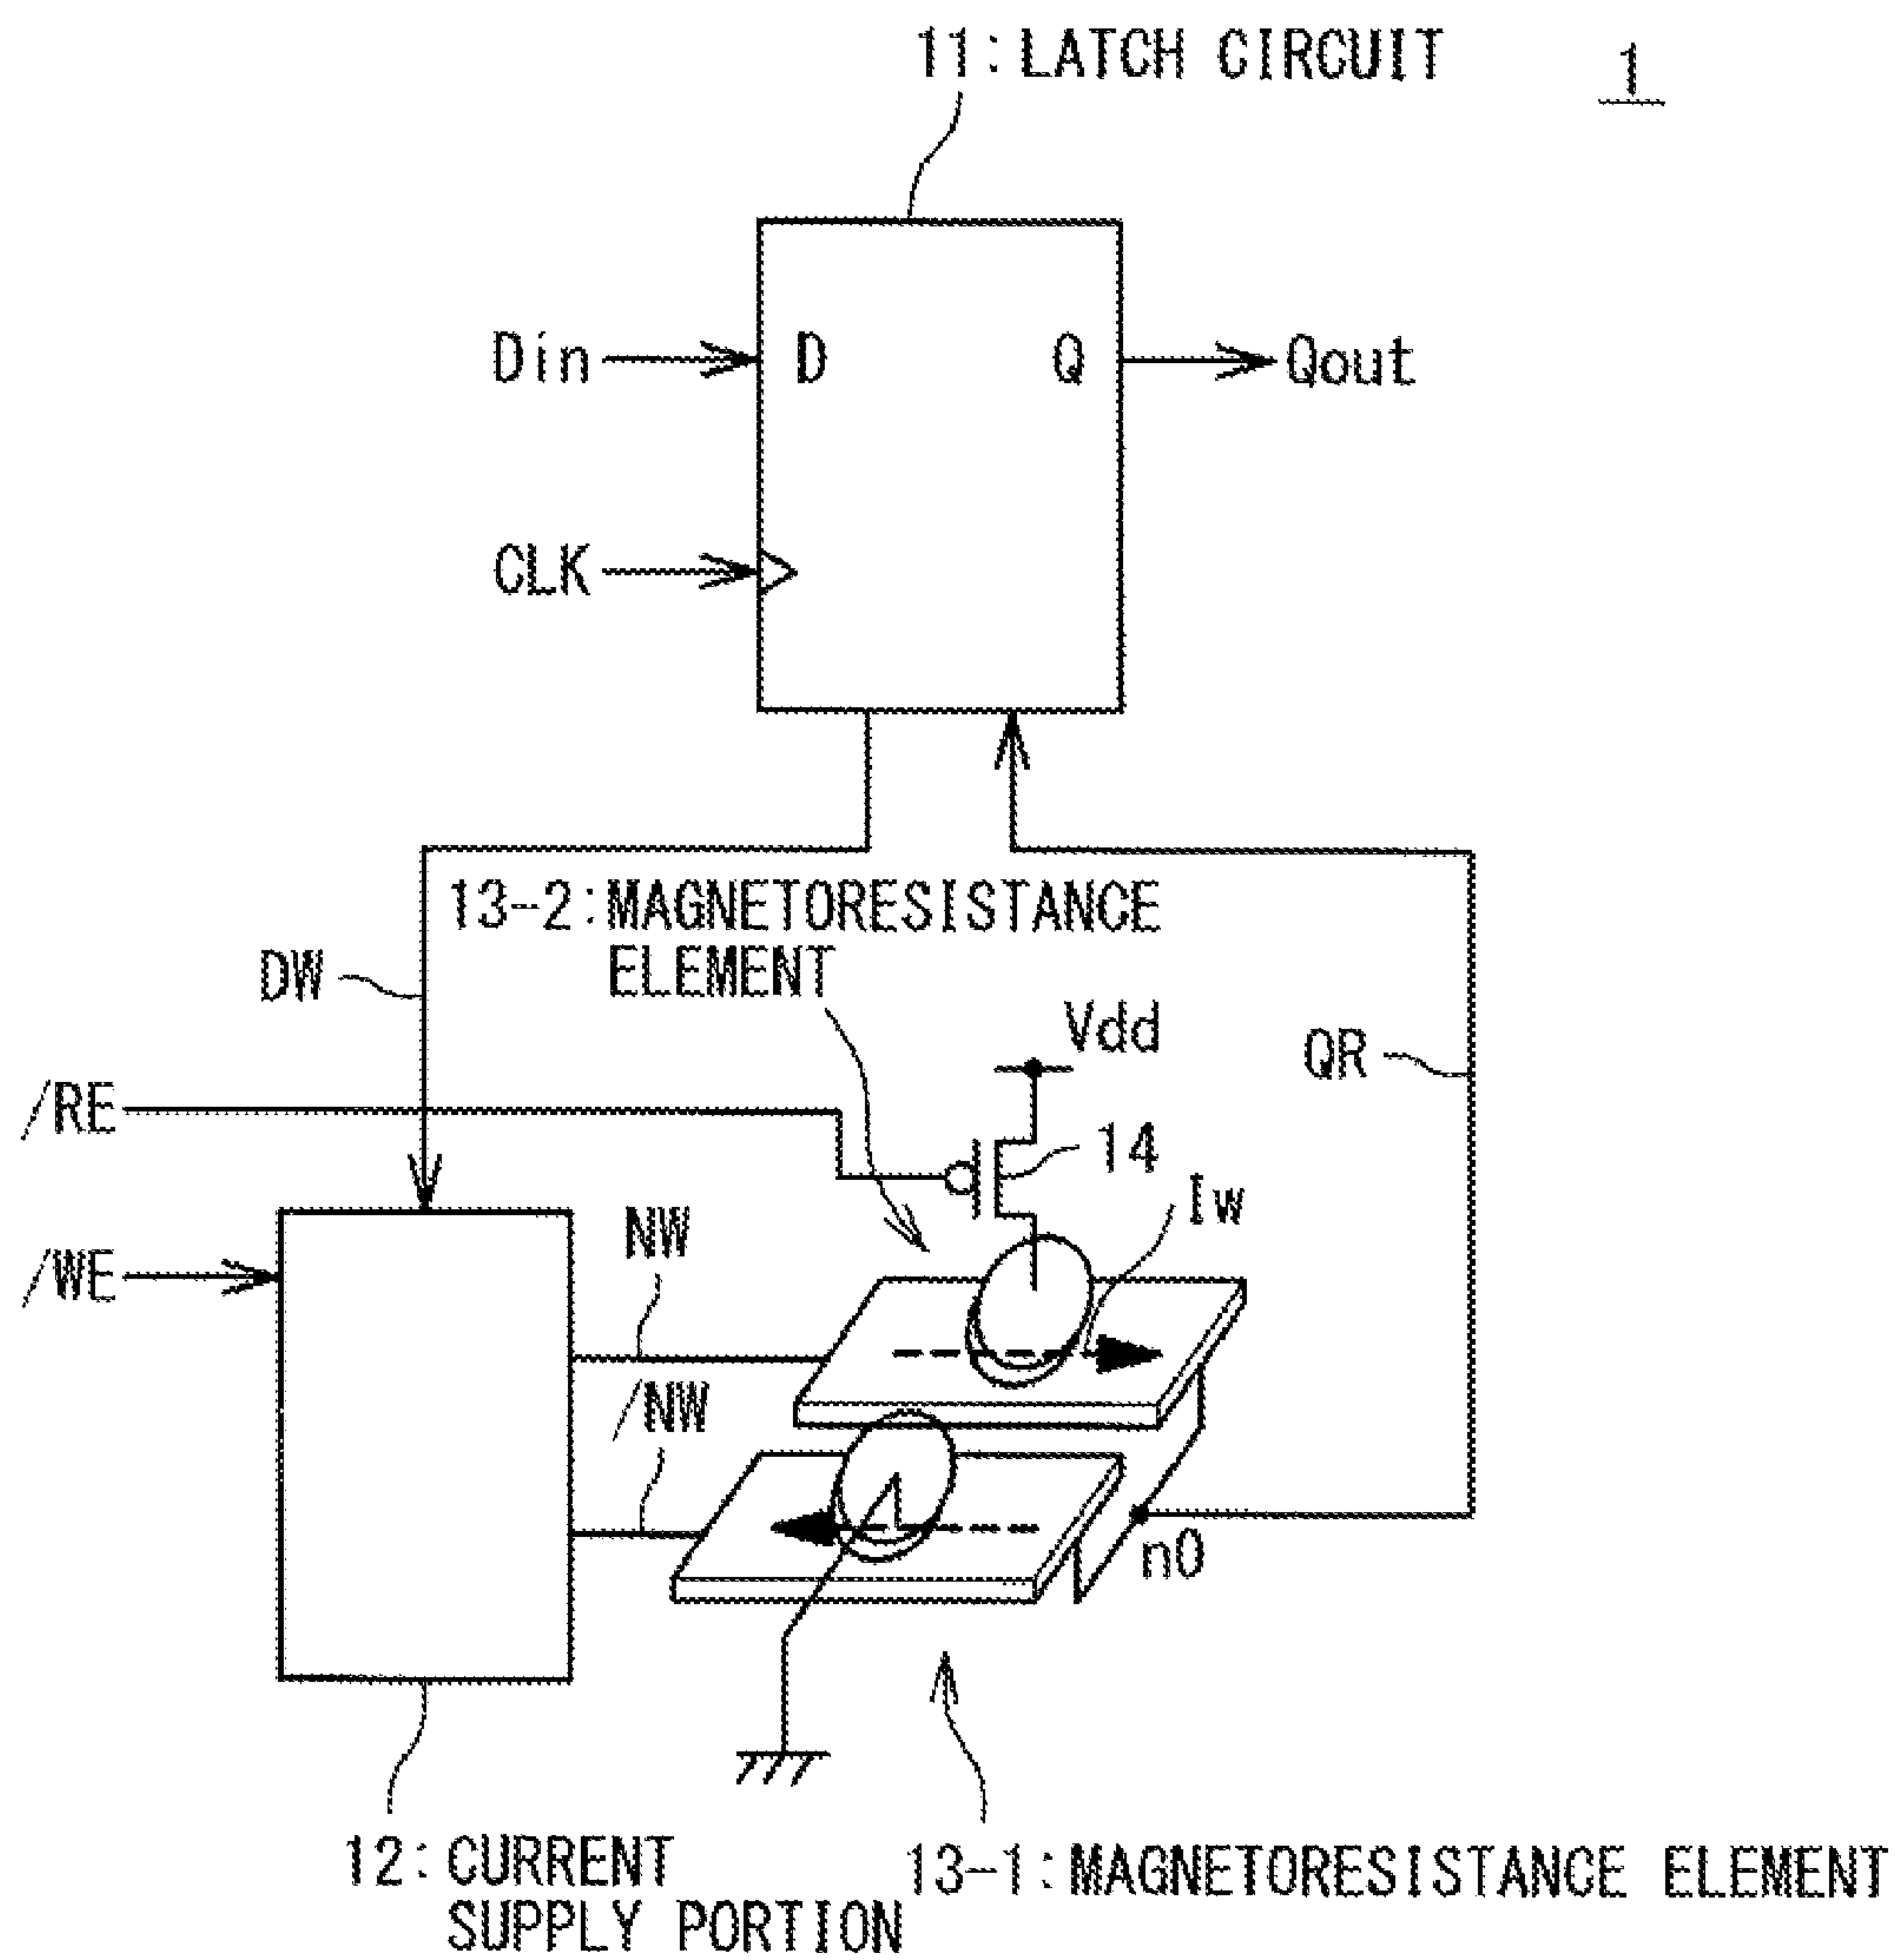 11:LATCH CIRCUIT
1
Din
D
Q
Qout
CLK
13-2:MAGNETORESISTANCE
ELEMENT
DW
Vdd
QR
/RE
14
Iw
NW
/WE
/NW
n0
12:CURRENT
SUPPLY PORTION
13-1:MAGNETORESISTANCE ELEMENT